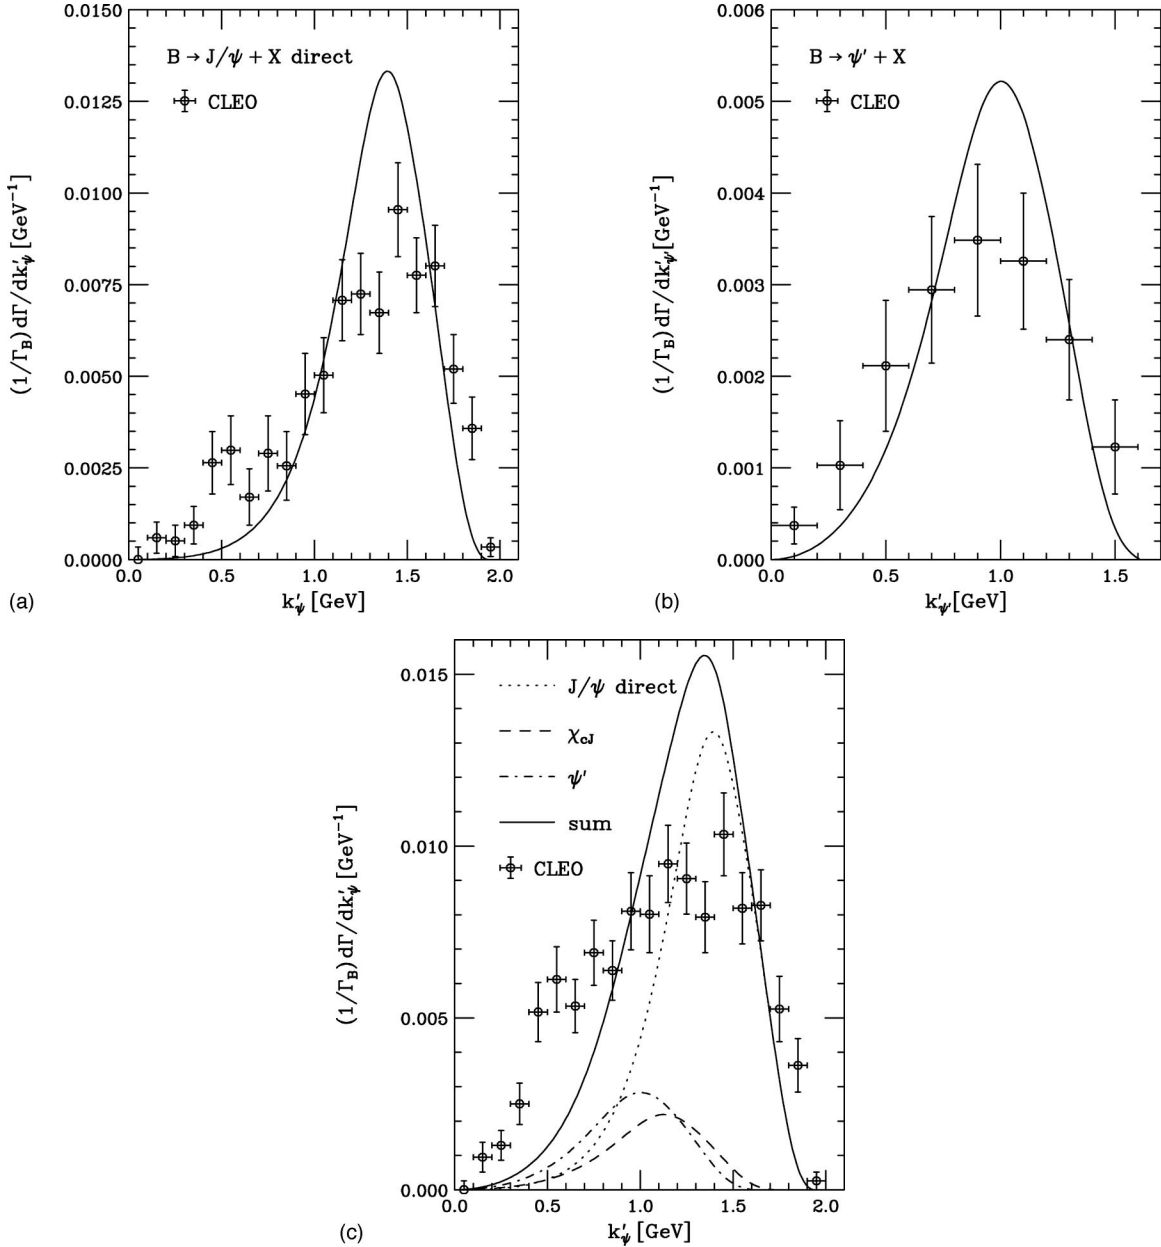 0.0150
0.0125
0.0100
0.0075
0.0050
0.0025
0.0000
(1/Γ_B) dΓ/dk′_ψ [GeV⁻¹]
B → J/ψ + X direct
CLEO
0.0 0.5 1.0 1.5 2.0
k′_ψ [GeV]
(a)
0.006
0.005
0.004
0.003
0.002
0.001
0.000
(1/Γ_B) dΓ/dk′_ψ′ [GeV⁻¹]
B → ψ′ + X
CLEO
0.0 0.5 1.0 1.5
k′_ψ′ [GeV]
(b)
0.015
0.010
0.005
0.000
(1/Γ_B) dΓ/dk′_ψ [GeV⁻¹]
J/ψ direct
χ_cJ
ψ′
sum
CLEO
0.0 0.5 1.0 1.5 2.0
k′_ψ [GeV]
(c)